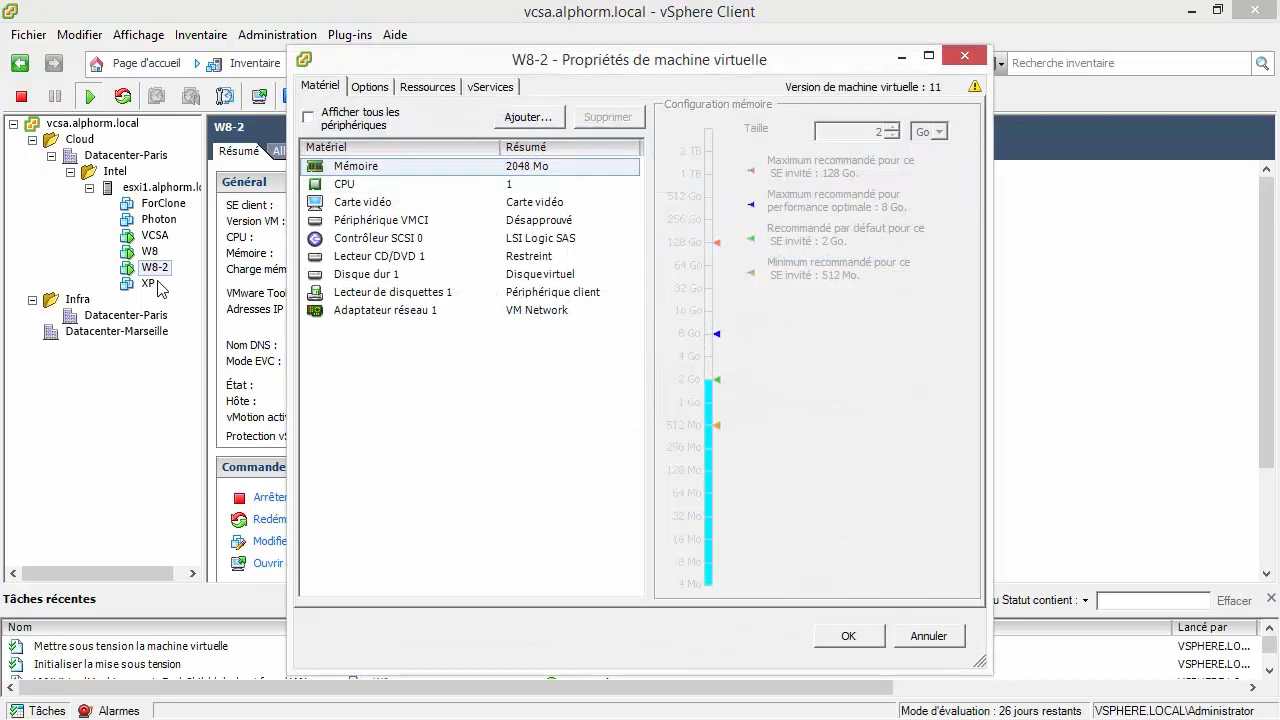 vcsa.alphorm.local - vSphere Client
Fichier Modifier Affichage Inventaire Administration Plug-ins Aide
Page d'accueil Inventaire Recherche inventaire
W8-2 - Propriétés de machine virtuelle
Matériel Options Ressources vServices Version de machine virtuelle : 11
Afficher tous les
périphériques
Ajouter... Supprimer
Matériel Résumé
Mémoire 2048 Mo
CPU 1
Carte vidéo Carte vidéo
Périphérique VMCI Désapprouvé
Contrôleur SCSI 0 LSI Logic SAS
Lecteur CD/DVD 1 Restreint
Disque dur 1 Disque virtuel
Lecteur de disquettes 1 Périphérique client
Adaptateur réseau 1 VM Network
Configuration mémoire
Taille 2 Go
2 TB
1 TB
512 Go
256 Go
128 Go
64 Go
32 Go
16 Go
8 Go
4 Go
2 Go
1 Go
512 Mo
256 Mo
128 Mo
64 Mo
32 Mo
16 Mo
8 Mo
4 Mo
Maximum recommandé pour ce
SE invité : 128 Go.
Maximum recommandé pour
performance optimale : 8 Go.
Recommandé par défaut pour ce
SE invité : 2 Go.
Minimum recommandé pour ce
SE invité : 512 Mo.
OK Annuler
vcsa.alphorm.local
Cloud
Datacenter-Paris
Intel
esxi1.alphorm.lo
ForClone
Photon
VCSA
W8
W8-2
XP
Infra
Datacenter-Paris
Datacenter-Marseille
W8-2
Résumé
Général
SE client :
Version VM :
CPU :
Mémoire :
Charge mém
VMware Too
Adresses IP
Nom DNS :
Mode EVC :
État :
Hôte :
vMotion acti
Protection vS
Commande
Arrêter
Redém
Modifie
Ouvrir
Tâches récentes
u Statut contient : Effacer
Nom Lancé par
Mettre sous tension la machine virtuelle VSPHERE.LO...
Initialiser la mise sous tension VSPHERE.LO...
Tâches Alarmes Mode d'évaluation : 26 jours restants VSPHERE.LOCAL\Administrator